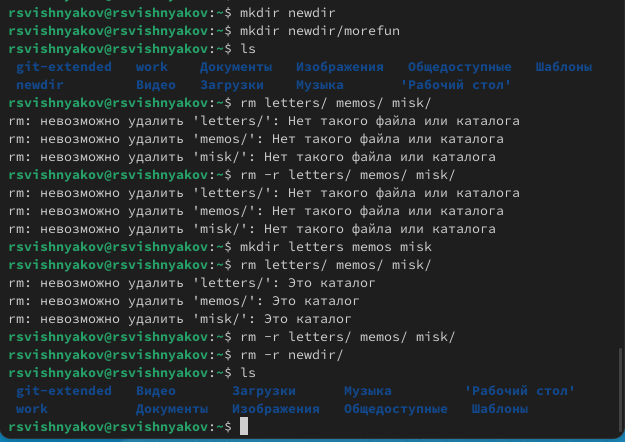 rsvishnyakov@rsvishnyakov:~$ mkdir newdir
rsvishnyakov@rsvishnyakov:~$ mkdir newdir/morefun
rsvishnyakov@rsvishnyakov:~$ ls
git-extended work Документы Изображения Общедоступные Шаблоны
newdir Видео Загрузки Музыка 'Рабочий стол'
rsvishnyakov@rsvishnyakov:~$ rm letters/ memos/ misk/
rm: невозможно удалить 'letters/': Нет такого файла или каталога
rm: невозможно удалить 'memos/': Нет такого файла или каталога
rm: невозможно удалить 'misk/': Нет такого файла или каталога
rsvishnyakov@rsvishnyakov:~$ rm -r letters/ memos/ misk/
rm: невозможно удалить 'letters/': Нет такого файла или каталога
rm: невозможно удалить 'memos/': Нет такого файла или каталога
rm: невозможно удалить 'misk/': Нет такого файла или каталога
rsvishnyakov@rsvishnyakov:~$ mkdir letters memos misk
rsvishnyakov@rsvishnyakov:~$ rm letters/ memos/ misk/
rm: невозможно удалить 'letters/': Это каталог
rm: невозможно удалить 'memos/': Это каталог
rm: невозможно удалить 'misk/': Это каталог
rsvishnyakov@rsvishnyakov:~$ rm -r letters/ memos/ misk/
rsvishnyakov@rsvishnyakov:~$ rm -r newdir/
rsvishnyakov@rsvishnyakov:~$ ls
git-extended Видео Загрузки Музыка 'Рабочий стол'
work Документы Изображения Общедоступные Шаблоны
rsvishnyakov@rsvishnyakov:~$